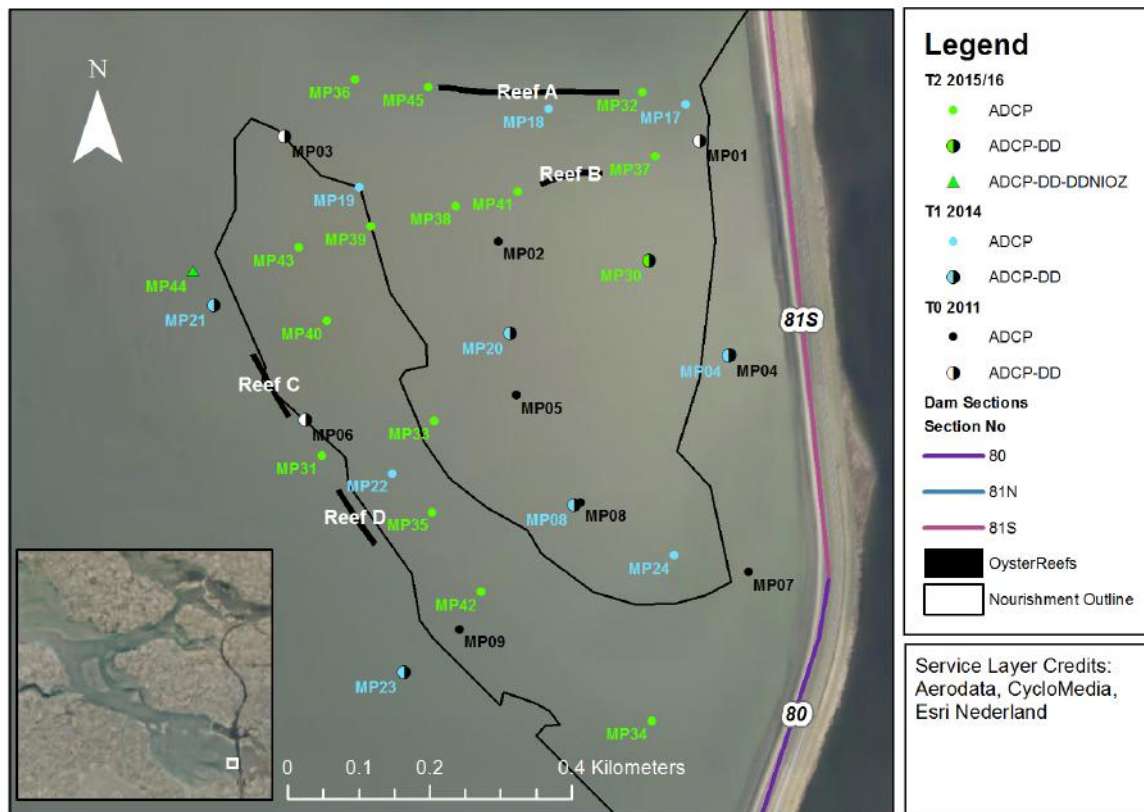 N
MP36
MP45
Reef A
MP32
MP18
MP17
MP03
MP01
MP37
Reef B
MP19
MP41
MP38
MP39
MP02
MP43
MP30
MP44
MP21
81S
MP40
MP20
MP04
MP04
Reef C
MP05
MP06
MP33
MP31
MP22
Reef D
MP35
MP08
MP08
MP24
MP07
MP42
MP09
MP23
80
MP34
0 0.2 0.4 Kilometers
Legend
T2 2015/16
ADCP
ADCP-DD
ADCP-DD-DDNIOZ
T1 2014
ADCP
ADCP-DD
T0 2011
ADCP
ADCP-DD
Dam Sections
Section No
80
81N
81S
OysterReefs
Nourishment Outline
Service Layer Credits:
Aerodata, CycloMedia,
Esri Nederland